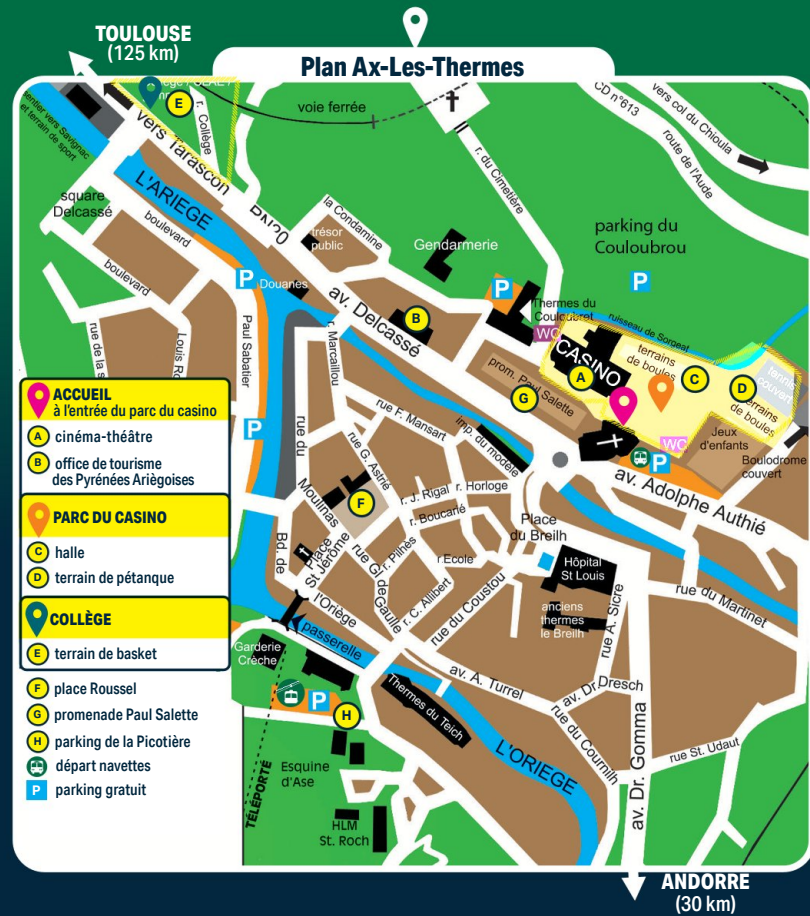 TOULOUSE
(125 km)
Plan Ax-Les-Thermes
E
r. Collège
voie ferrée
CD n°613
vers col du Chioula
route de l'Aude
sentier vers Savignac
et terrain de sport
vers Tarascon
RN20
L'ARIEGE
square
Delcassé
boulevard
boulevard
la Condamine
trésor
public
Gendarmerie
r. du Cimetière
parking du
Couloubrou
P
P
Douanes
P
av. Delcassé
B
Thermes du
Couloubret
WC
ruisseau de Sorgeat
CASINO
A
terrains
de boules
C
D
tennis
couvert
terrains
de boules
prom. Paul Salette
G
WC
Jeux
d'enfants
Boulodrome
couvert
P
av. Adolphe Authié
rue de la
Louis
Paul Sabatier
P
r. Marcaillou
rue F. Mansart
imp. du modèle
rue G. Astrié
rue du
Moulinas
F
r. J. Rigal
r. Horloge
r. Boucarié
Place
du Breilh
Place
St Jérôme
r. Pilhès
rue Gl. de Gaulle
r Ecole
r. C. Allibert
rue du Coustou
Hôpital
St Louis
anciens
thermes
le Breilh
rue A. Sicre
rue du Martinet
Bd. de
l'Oriège
passerelle
Garderie
Crèche
P
H
Thermes du Teich
av. A. Turrel
av. Dr Dresch
rue du Cournilh
av. Dr. Gomma
rue St. Udaut
L'ORIEGE
Esquine
d'Ase
TÉLÉPORTÉ
HLM
St. Roch
ACCUEIL
à l'entrée du parc du casino
A cinéma-théâtre
B office de tourisme
des Pyrénées Ariègoises
PARC DU CASINO
C halle
D terrain de pétanque
COLLÈGE
E terrain de basket
F place Roussel
G promenade Paul Salette
H parking de la Picotière
départ navettes
P parking gratuit
ANDORRE
(30 km)